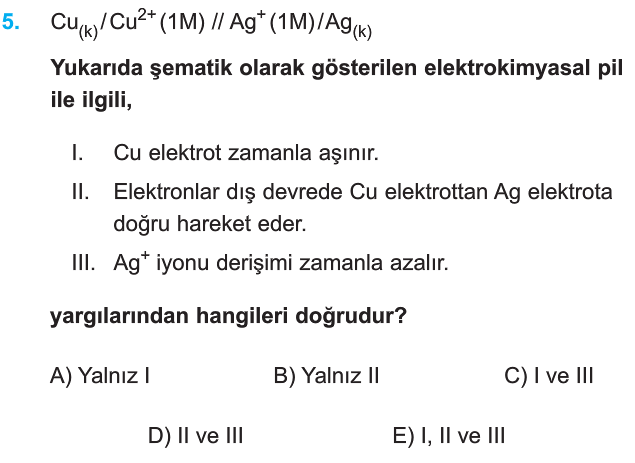 5. Cu(k)/Cu²⁺(1M) // Ag⁺(1M)/Ag(k)
Yukarıda şematik olarak gösterilen elektrokimyasal pil
ile ilgili,
I. Cu elektrot zamanla aşınır.
II. Elektronlar dış devrede Cu elektrottan Ag elektrota
doğru hareket eder.
III. Ag⁺ iyonu derişimi zamanla azalır.
yargılarından hangileri doğrudur?
A) Yalnız I B) Yalnız II C) I ve III
D) II ve III E) I, II ve III